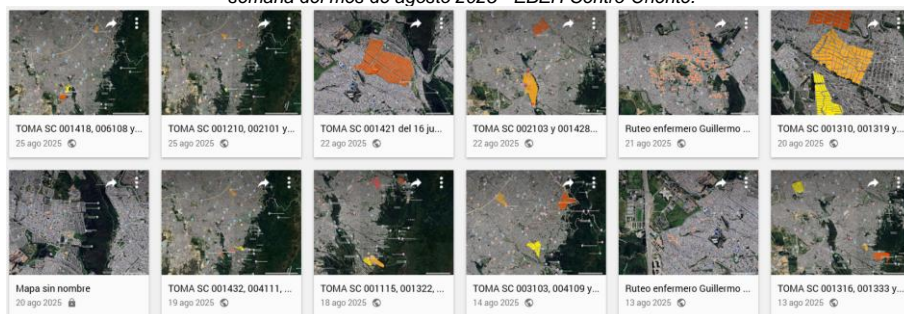 semana del mes de agosto 2025 - EBEH Centro Oriente.
TOMA SC 001418, 006108 y...
25 ago 2025
TOMA SC 001210, 002101 y...
25 ago 2025
TOMA SC 001421 del 16 ju...
22 ago 2025
TOMA SC 002103 y 001428...
22 ago 2025
Ruteo enfermero Guillermo ...
21 ago 2025
TOMA SC 001310, 001319 y...
20 ago 2025
Mapa sin nombre
20 ago 2025
TOMA SC 001432, 004111, ...
19 ago 2025
TOMA SC 001115, 001322, ...
18 ago 2025
TOMA SC 003103, 004109 y...
14 ago 2025
Ruteo enfermero Guillermo ...
13 ago 2025
TOMA SC 001316, 001333 y...
13 ago 2025